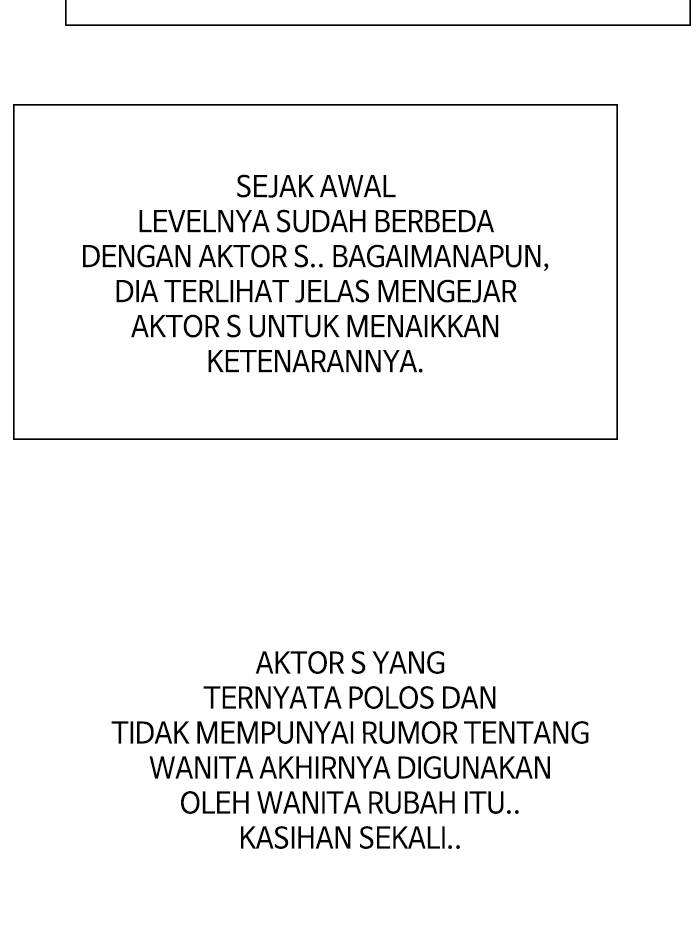 SEJAK AWAL
LEVELNYA SUDAH BERBEDA
DENGAN AKTOR S.. BAGAIMANAPUN,
DIA TERLIHAT JELAS MENGEJAR
AKTOR S UNTUK MENAIKKAN
KETENARANNYA.
AKTOR S YANG
TERNYATA POLOS DAN
TIDAK MEMPUNYAI RUMOR TENTANG
WANITA AKHIRNYA DIGUNAKAN
OLEH WANITA RUBAH ITU..
KASIHAN SEKALI..